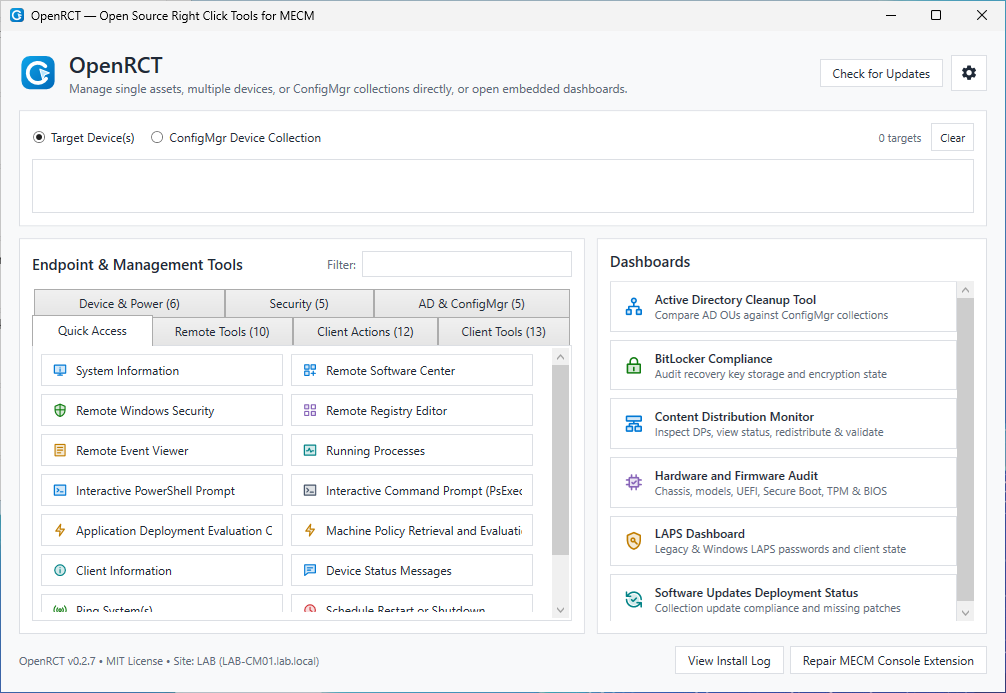 OpenRCT — Open Source Right Click Tools for MECM
OpenRCT
Manage single assets, multiple devices, or ConfigMgr collections directly, or open embedded dashboards.
Check for Updates
Target Device(s)
ConfigMgr Device Collection
0 targets
Clear
Endpoint & Management Tools
Filter:
Device & Power (6)
Security (5)
AD & ConfigMgr (5)
Quick Access
Remote Tools (10)
Client Actions (12)
Client Tools (13)
System Information
Remote Software Center
Remote Windows Security
Remote Registry Editor
Remote Event Viewer
Running Processes
Interactive PowerShell Prompt
Interactive Command Prompt (PsExec
Application Deployment Evaluation C
Machine Policy Retrieval and Evaluati
Client Information
Device Status Messages
Ping System(s)
Schedule Restart or Shutdown
Dashboards
Active Directory Cleanup Tool
Compare AD OUs against ConfigMgr collections
BitLocker Compliance
Audit recovery key storage and encryption state
Content Distribution Monitor
Inspect DPs, view status, redistribute & validate
Hardware and Firmware Audit
Chassis, models, UEFI, Secure Boot, TPM & BIOS
LAPS Dashboard
Legacy & Windows LAPS passwords and client state
Software Updates Deployment Status
Collection update compliance and missing patches
OpenRCT v0.2.7 • MIT License • Site: LAB (LAB-CM01.lab.local)
View Install Log
Repair MECM Console Extension